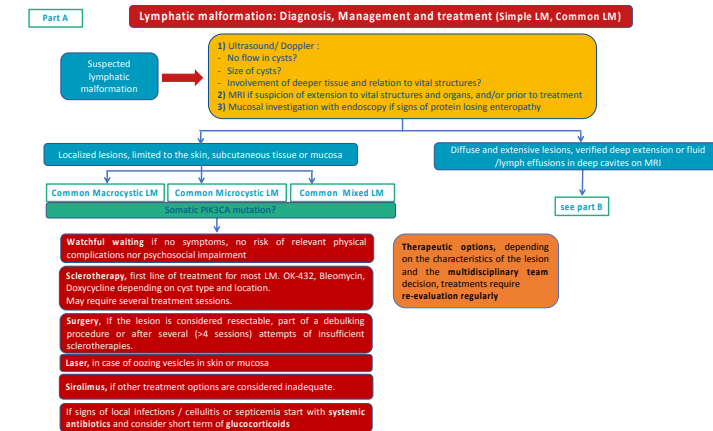 Part A
Lymphatic malformation: Diagnosis, Management and treatment (Simple LM, Common LM)
Suspected
lymphatic
malformation
1) Ultrasound/ Doppler :
- No flow in cysts?
- Size of cysts?
- Involvement of deeper tissue and relation to vital structures?
2) MRI if suspicion of extension to vital structures and organs, and/or prior to treatment
3) Mucosal investigation with endoscopy if signs of protein losing enteropathy
Localized lesions, limited to the skin, subcutaneous tissue or mucosa
Diffuse and extensive lesions, verified deep extension or fluid
/lymph effusions in deep cavites on MRI
Common Macrocystic LM
Common Microcystic LM
Common Mixed LM
see part B
Somatic PIK3CA mutation?
Watchful waiting if no symptoms, no risk of relevant physical
complications nor psychosocial impairment
Sclerotherapy, first line of treatment for most LM. OK-432, Bleomycin,
Doxycycline depending on cyst type and location.
May require several treatment sessions.
Surgery, If the lesion is considered resectable, part of a debulking
procedure or after several (>4 sessions) attempts of insufficient
sclerotherapies.
Laser, in case of oozing vesicles in skin or mucosa
Sirolimus, if other treatment options are considered inadequate.
If signs of local infections / cellulitis or septicemia start with systemic
antibiotics and consider short term of glucocorticoids
Therapeutic options, depending
on the characteristics of the lesion
and the multidisciplinary team
decision, treatments require
re-evaluation regularly